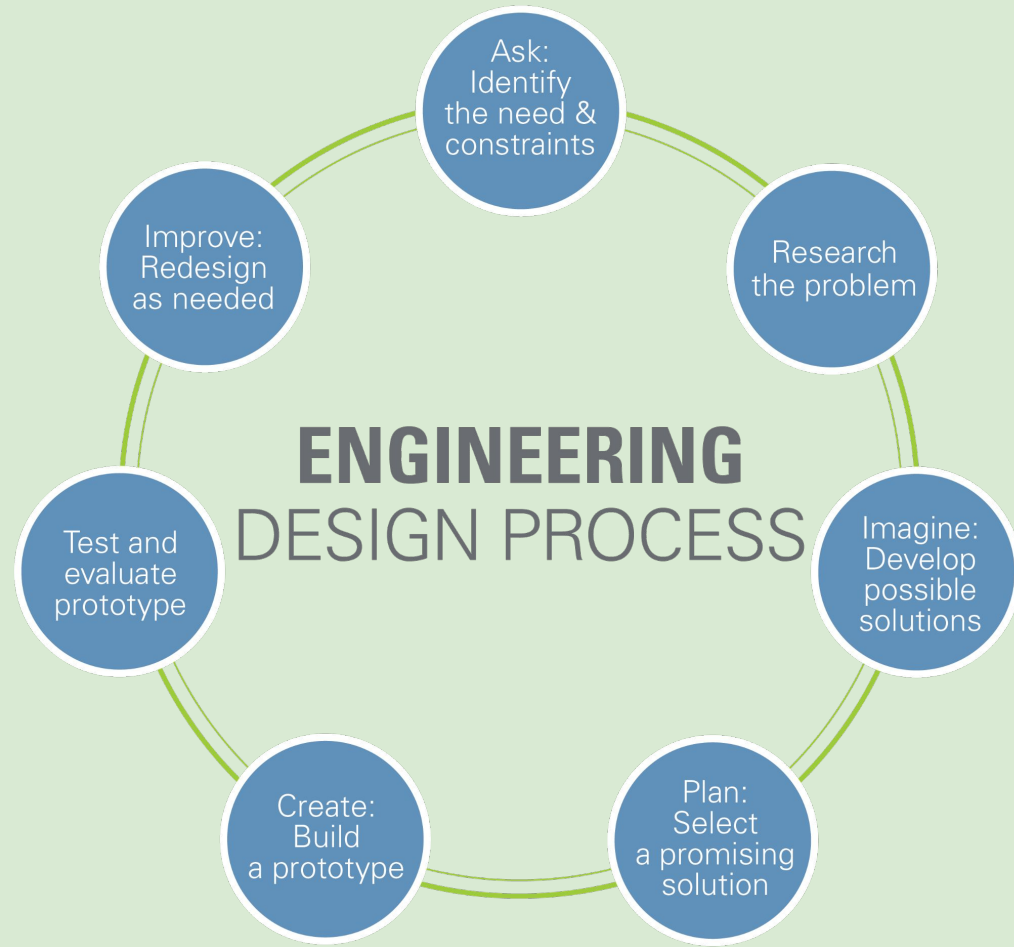 Ask:
Identify
the need &
constraints
Research
the problem
Imagine:
Develop
possible
solutions
Plan:
Select
a promising
solution
Create:
Build
a prototype
Test and
evaluate
prototype
Improve:
Redesign
as needed
ENGINEERING
DESIGN PROCESS